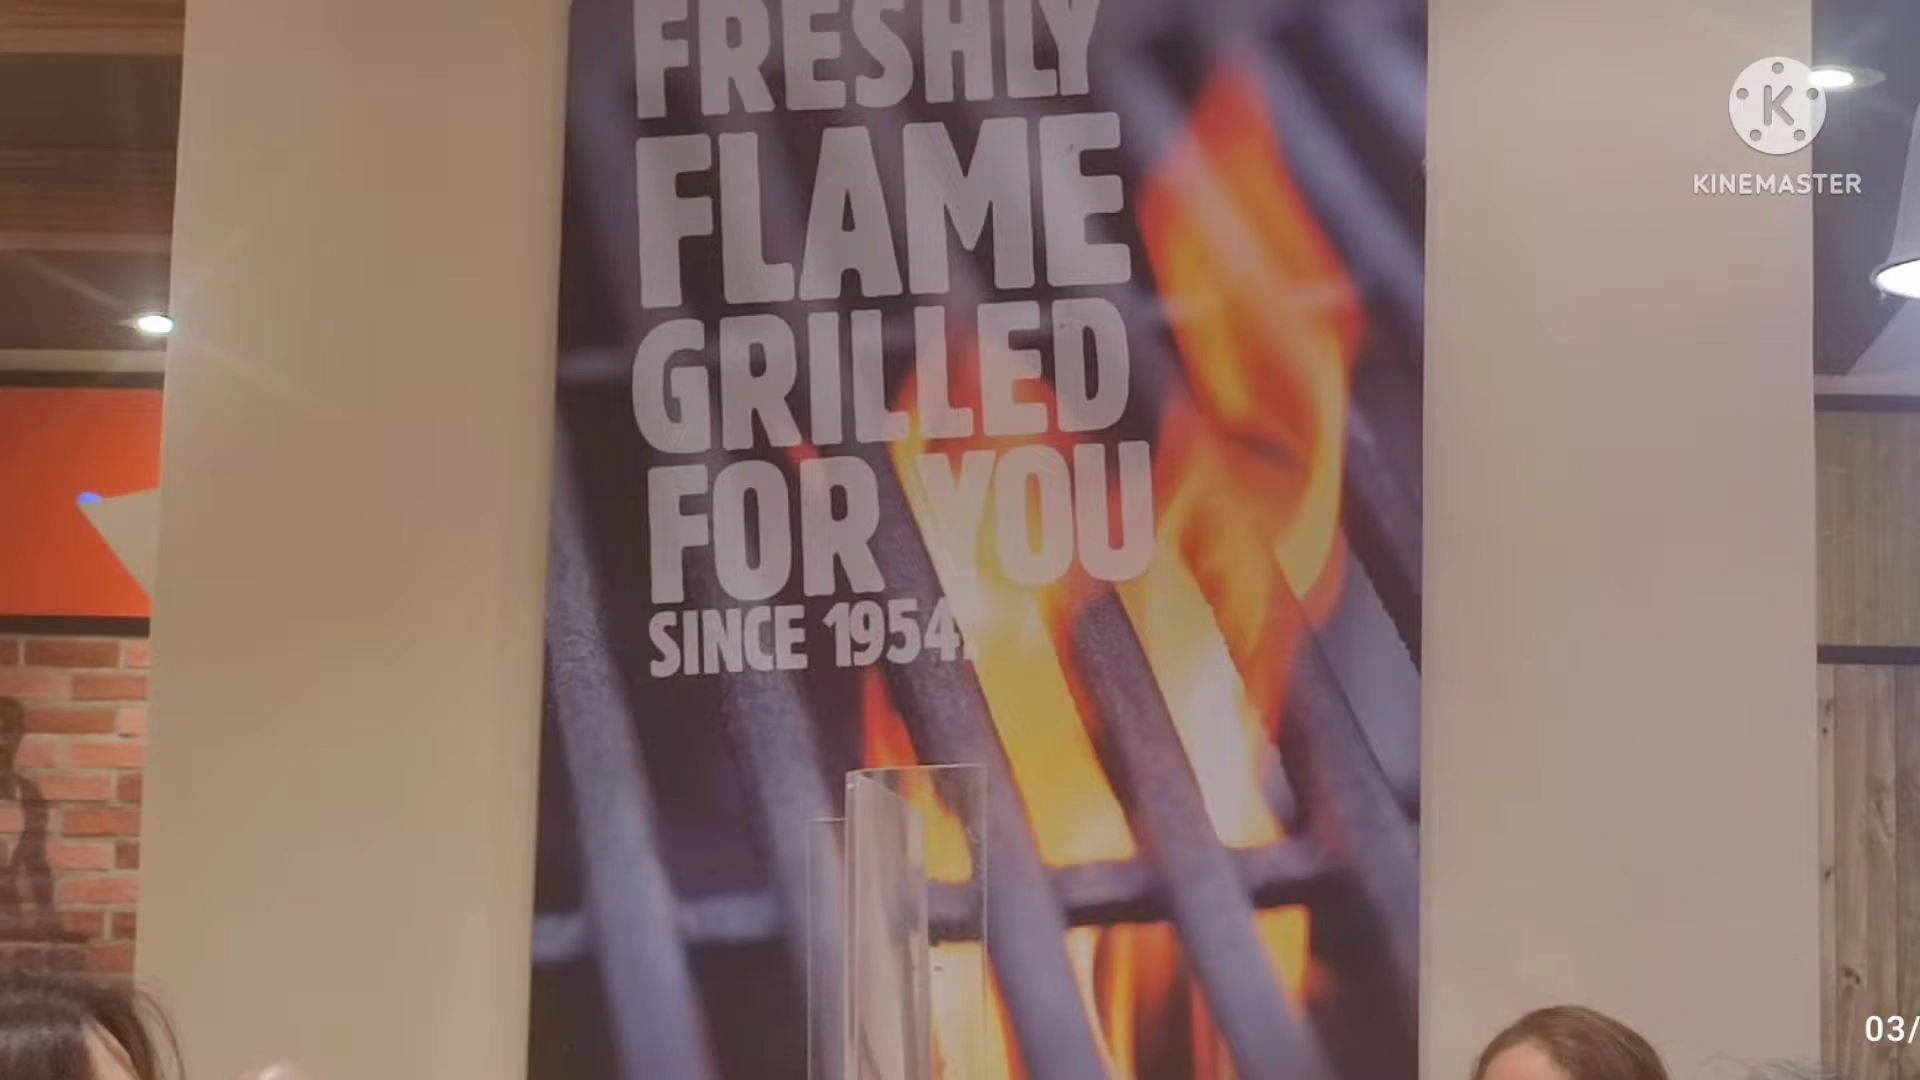 FRESHLY
FLAME
GRILLED
FOR YOU
SINCE 1954.
K
KINEMASTER
03/